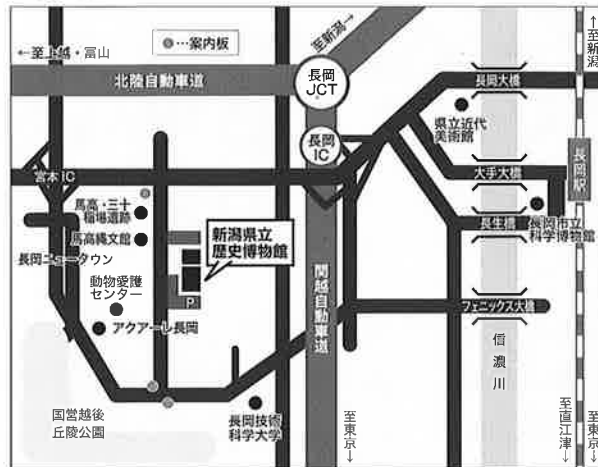 ←至上越・富山
●…案内板
至新潟→
↑至新潟
北陸自動車道
長岡
JCT
長岡大橋
県立近代
美術館
長岡
IC
宮本IC
大手大橋
長岡駅
馬高・三十
稲場遺跡
新潟県立
歴史博物館
長生橋
長岡市立
科学博物館
馬高縄文館
長岡ニュータウン
動物愛護
センター
P
関越自動車道
フェニックス大橋
アクアーレ長岡
信濃川
国営越後
丘陵公園
長岡技術
科学大学
至東京↓
至直江津↓
至東京↓